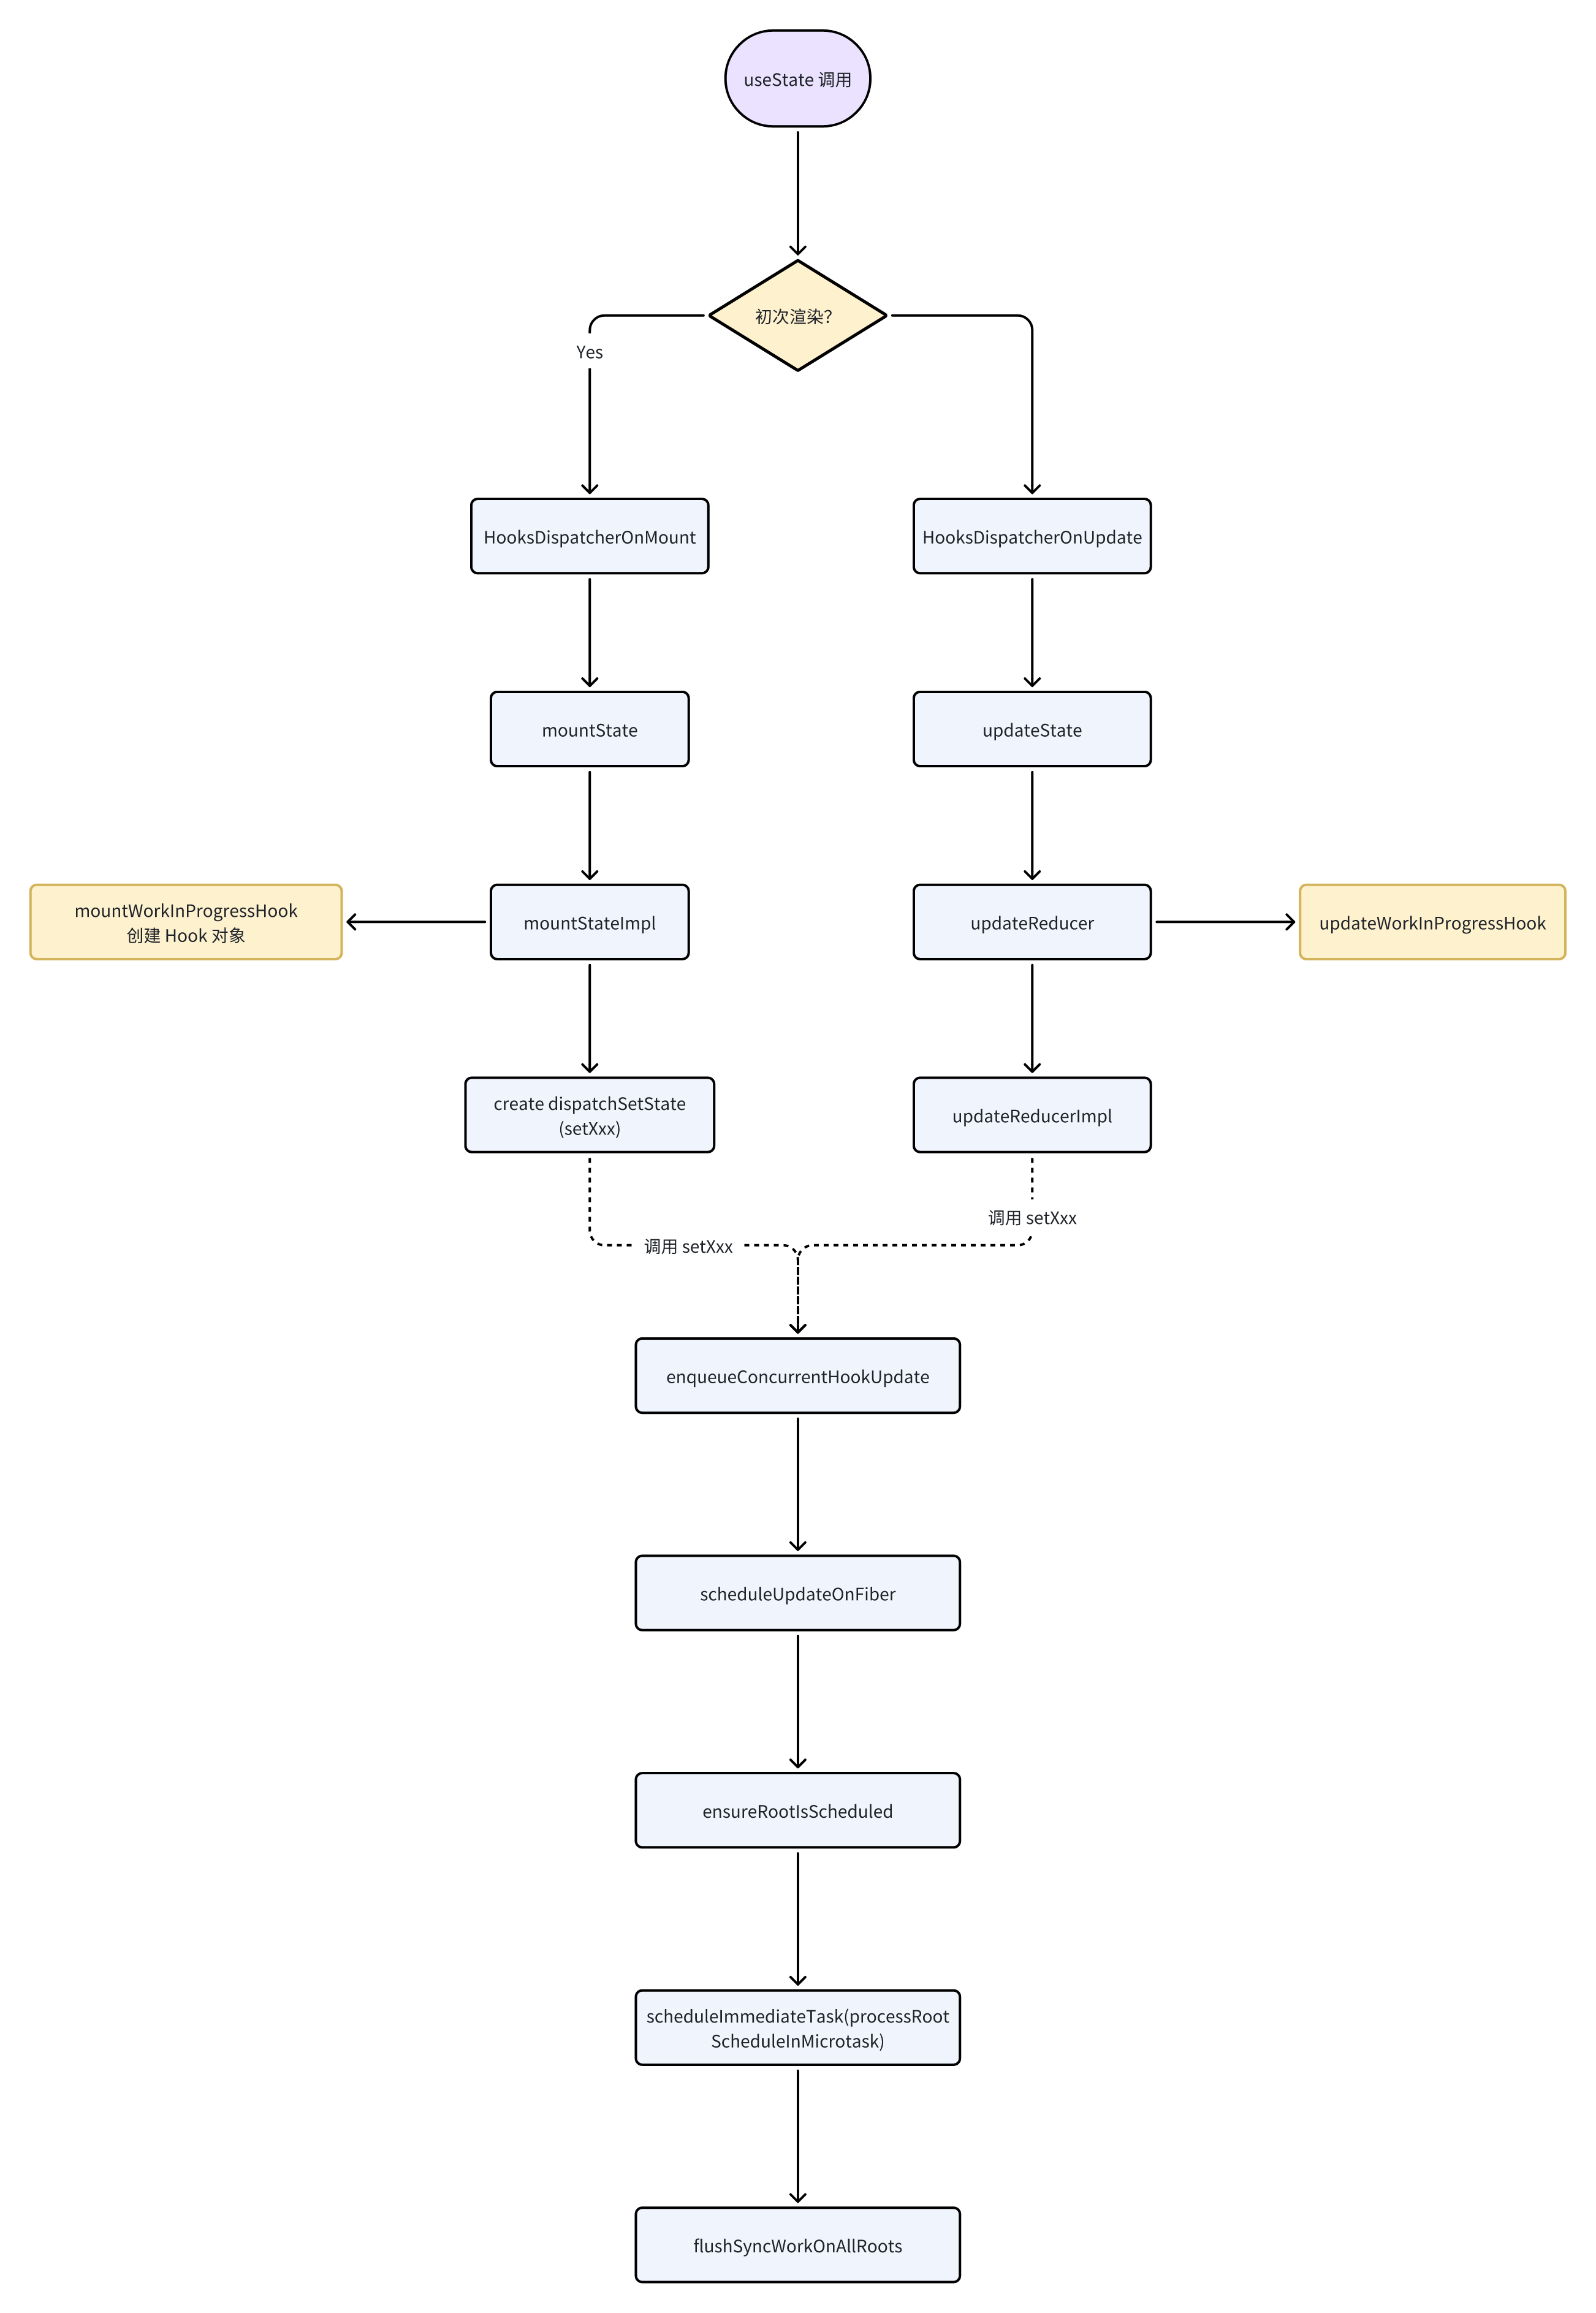 useState 调用
初次渲染?
Yes
HooksDispatcherOnMount
HooksDispatcherOnUpdate
mountState
updateState
mountWorkInProgressHook
创建 Hook 对象
mountStateImpl
updateReducer
updateWorkInProgressHook
create dispatchSetState
(setXxx)
updateReducerImpl
调用 setXxx
调用 setXxx
enqueueConcurrentHookUpdate
scheduleUpdateOnFiber
ensureRootIsScheduled
scheduleImmediateTask(processRoot
ScheduleInMicrotask)
flushSyncWorkOnAllRoots